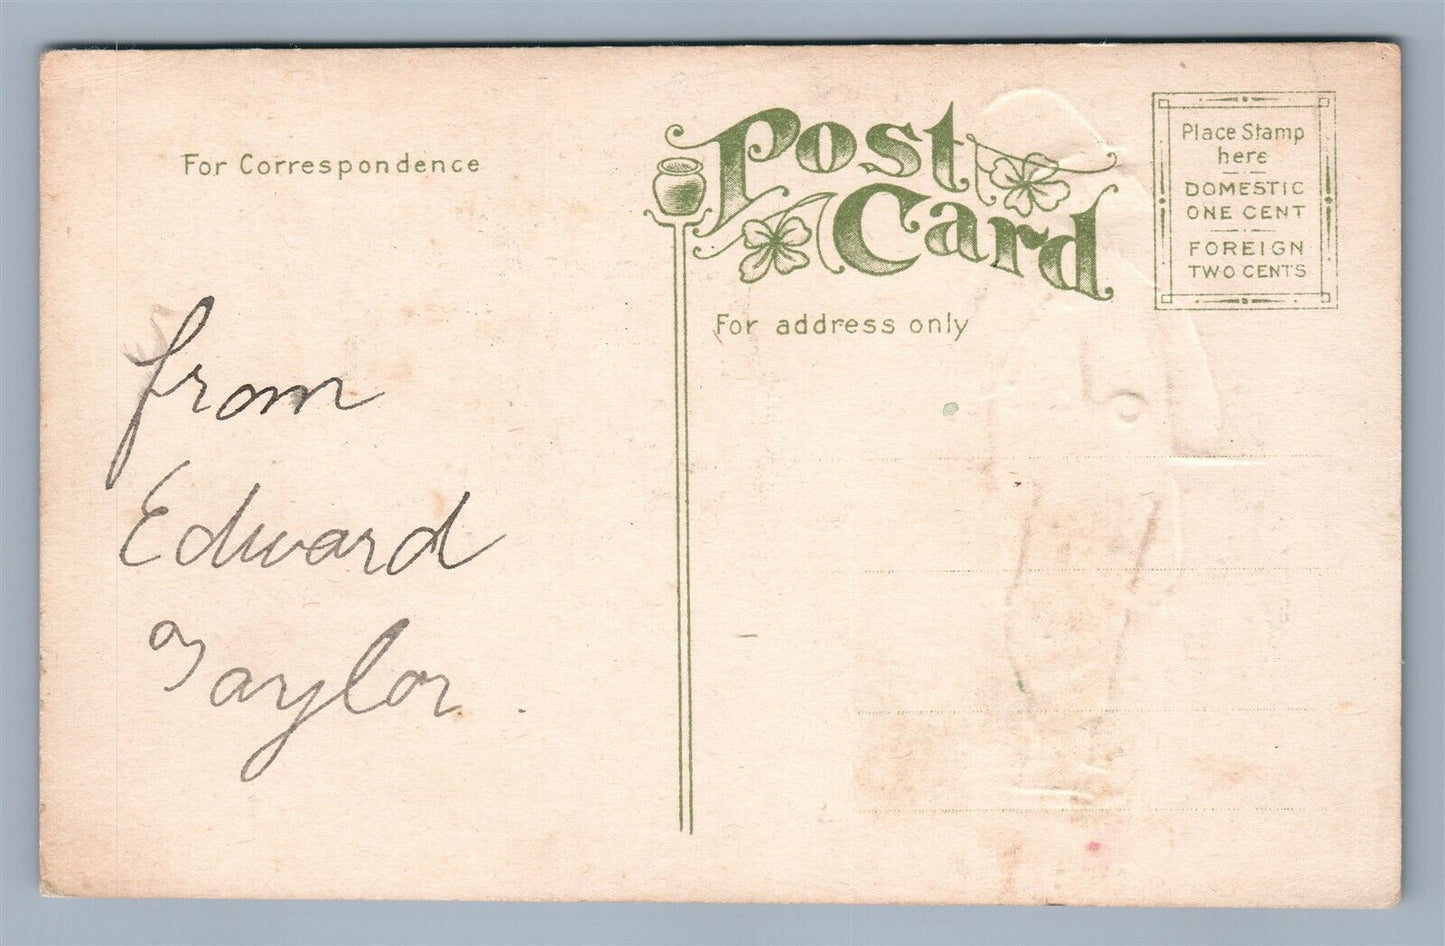 For Correspondence
Post
Card
Place Stamp
here
DOMESTIC
ONE CENT
FOREIGN
TWO CENTS
For address only
from
Edward
Taylor.